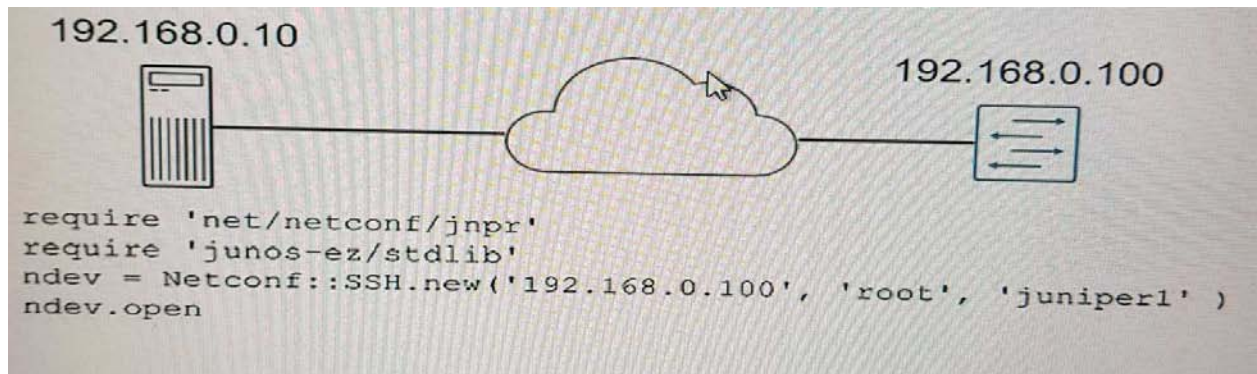 192.168.0.10
192.168.0.100
require 'net/netconf/jnpr'
require 'junos-ez/stdlib'
ndev = Netconf::SSH.new('192.168.0.100', 'root', 'juniper1' )
ndev.open